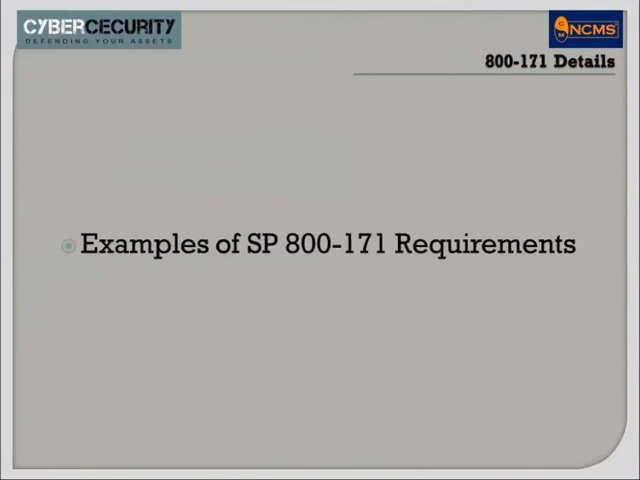 CYBERCECURITY
DEFENDING YOUR ASSETS
NCMS
800-171 Details
Examples of SP 800-171 Requirements